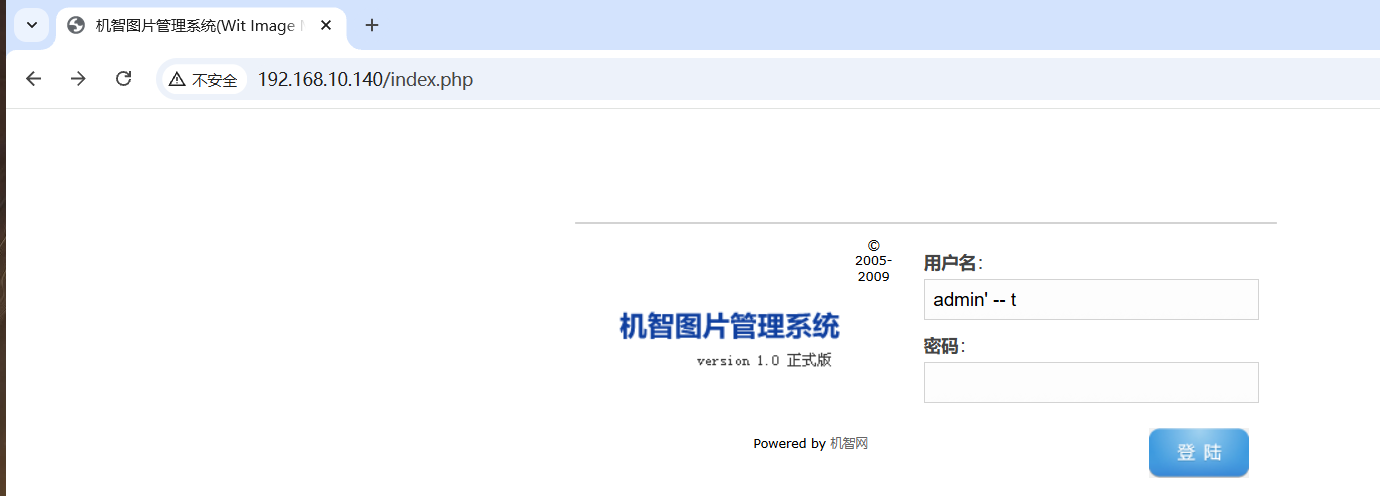 机智图片管理系统(Wit Image
不安全 192.168.10.140/index.php
© 2005-2009
机智图片管理系统
version 1.0 正式版
Powered by 机智网
用户名:
admin' -- t
密码:
登 陆